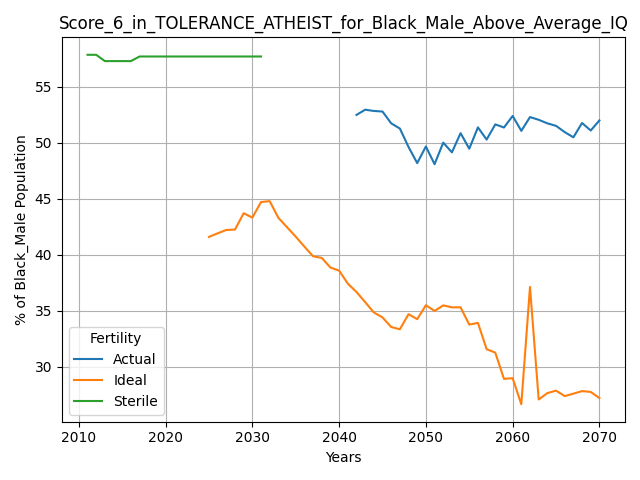 Score_6_in_TOLERANCE_ATHEIST_for_Black_Male_Above_Average_IQ
% of Black_Male Population
55
50
45
40
35
30
Fertility
Actual
Ideal
Sterile
2010 2020 2030 2040 2050 2060 2070
Years